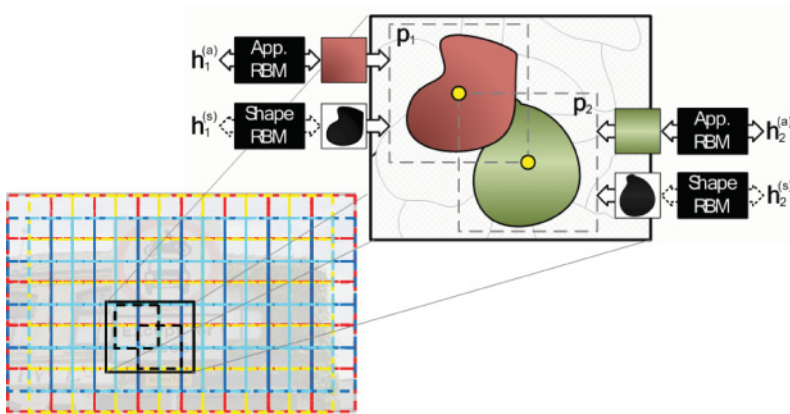 p₁
h₁⁽ᵃ⁾ App. RBM
h₁⁽ˢ⁾ Shape RBM
p₂
App. RBM h₂⁽ᵃ⁾
Shape RBM h₂⁽ˢ⁾